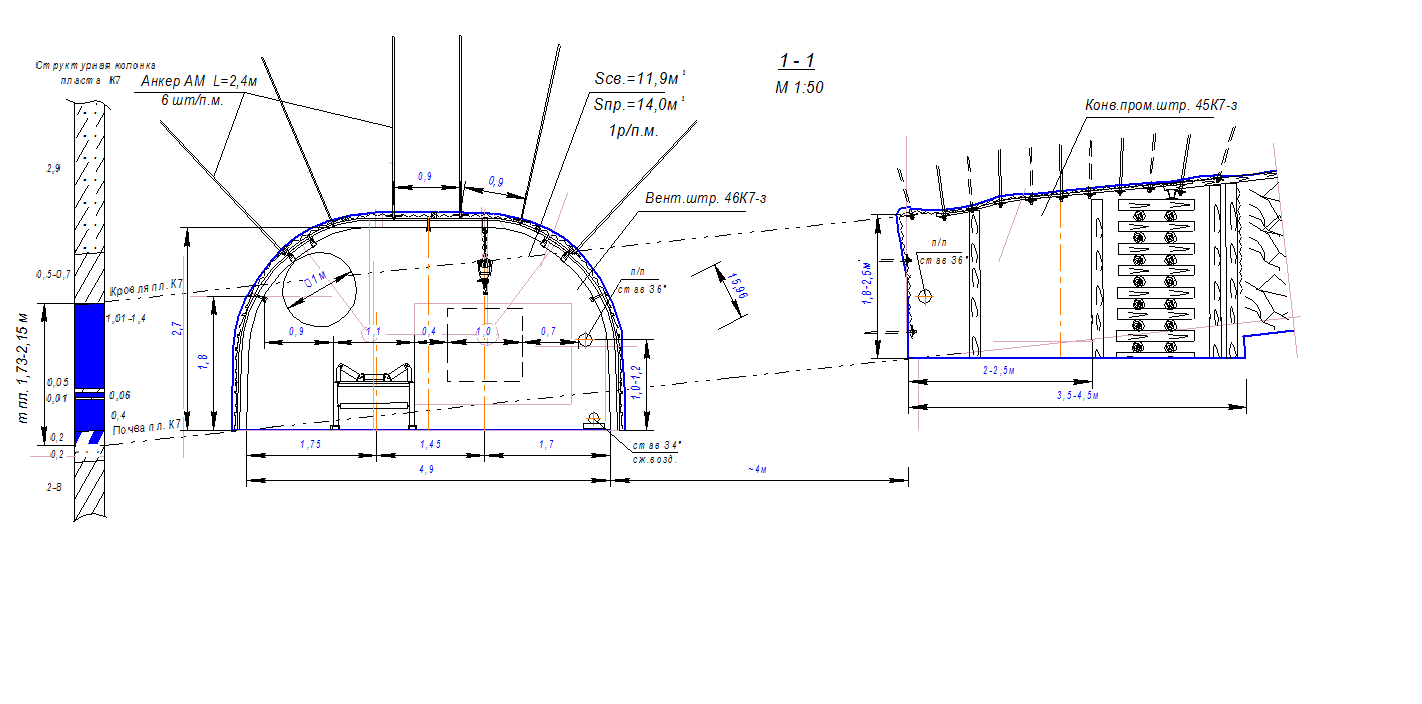 Структурная колонка
пласта К7
Анкер АМ L=2,4м
6 шт/п.м.
Sсв.=11,9м²
Sпр.=14,0м²
1р/п.м.
1 - 1
М 1:50
Конв.пром.штр. 45К7-з
2,9
0,9
0,9
Вент.штр. 46К7-з
п/п
став 36"
п/п
став 36"
0,5-0,7
Кровля пл. К7
1,01-1,4
m пл. 1,73-2,15 м
2,7
1,8
0,9
1,1
0,4
1,0
0,7
1,0-1,2
15,96
1,8-2,5м
0,05
0,01
0,06
0,4
Почва пл. К7
0,2
0,2
2-8
1,75
1,45
1,7
4,9
став 34"
сж.возд.
~4м
2-2,5м
3,5-4,5м